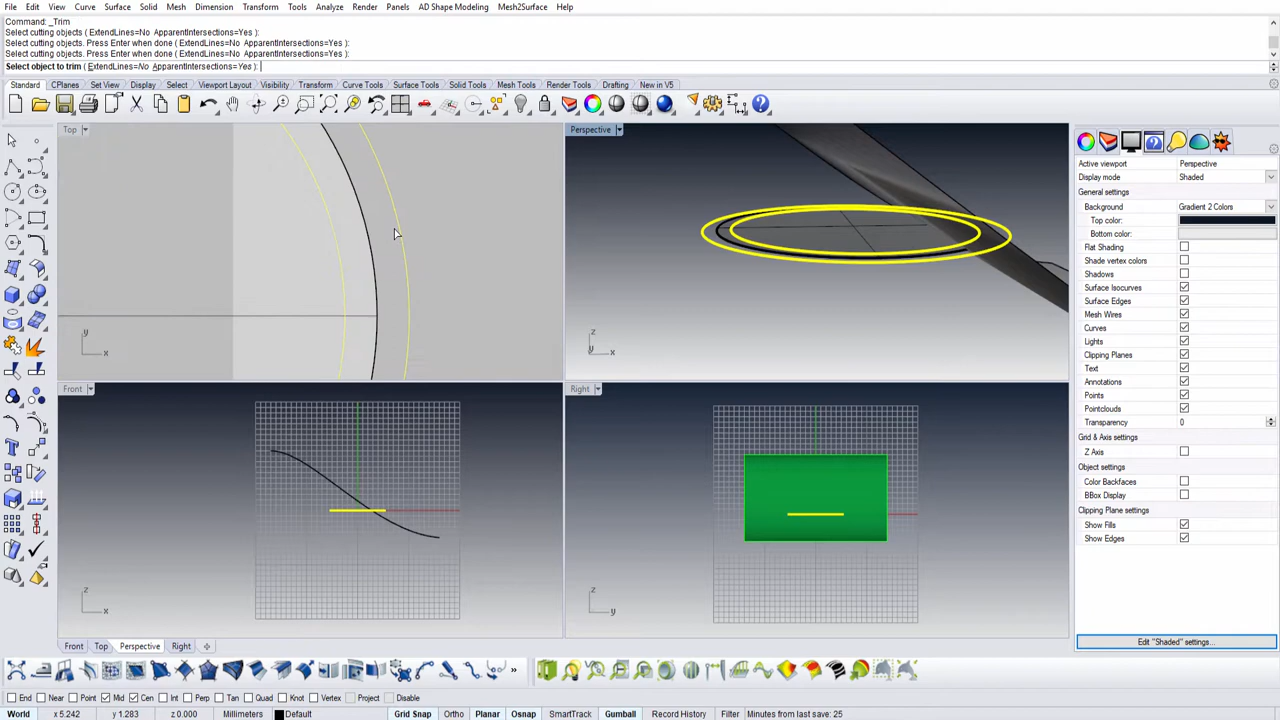 File Edit View Curve Surface Solid Mesh Dimension Transform Tools Analyze Render Panels AD Shape Modeling Mesh2Surface Help
Command: _Trim
Select cutting objects ( ExtendLines=No ApparentIntersections=Yes ):
Select cutting objects. Press Enter when done ( ExtendLines=No ApparentIntersections=Yes ):
Select cutting objects. Press Enter when done ( ExtendLines=No ApparentIntersections=Yes ):
Select object to trim ( ExtendLines=No ApparentIntersections=Yes ):
Standard CPlanes Set View Display Select Viewport Layout Visibility Transform Curve Tools Surface Tools Solid Tools Mesh Tools Render Tools Drafting New in V5
Top
Perspective
y
x
z
y
x
Front
Right
z
x
z
y
Active viewport Perspective
Display mode Shaded
General settings
Background Gradient 2 Colors
Top color:
Bottom color:
Flat Shading
Shade vertex colors
Shadows
Surface Isocurves
Surface Edges
Mesh Wires
Curves
Lights
Clipping Planes
Text
Annotations
Points
Pointclouds
Transparency 0
Grid & Axis settings
Z Axis
Object settings
Color Backfaces
BBox Display
Clipping Plane settings
Show Fills
Show Edges
Edit "Shaded" settings...
Front Top Perspective Right
End Near Point Mid Cen Int Perp Tan Quad Knot Vertex Project Disable
World x 5.242 y 1.283 z 0.000 Millimeters Default Grid Snap Ortho Planar Osnap SmartTrack Gumball Record History Filter Minutes from last save: 25